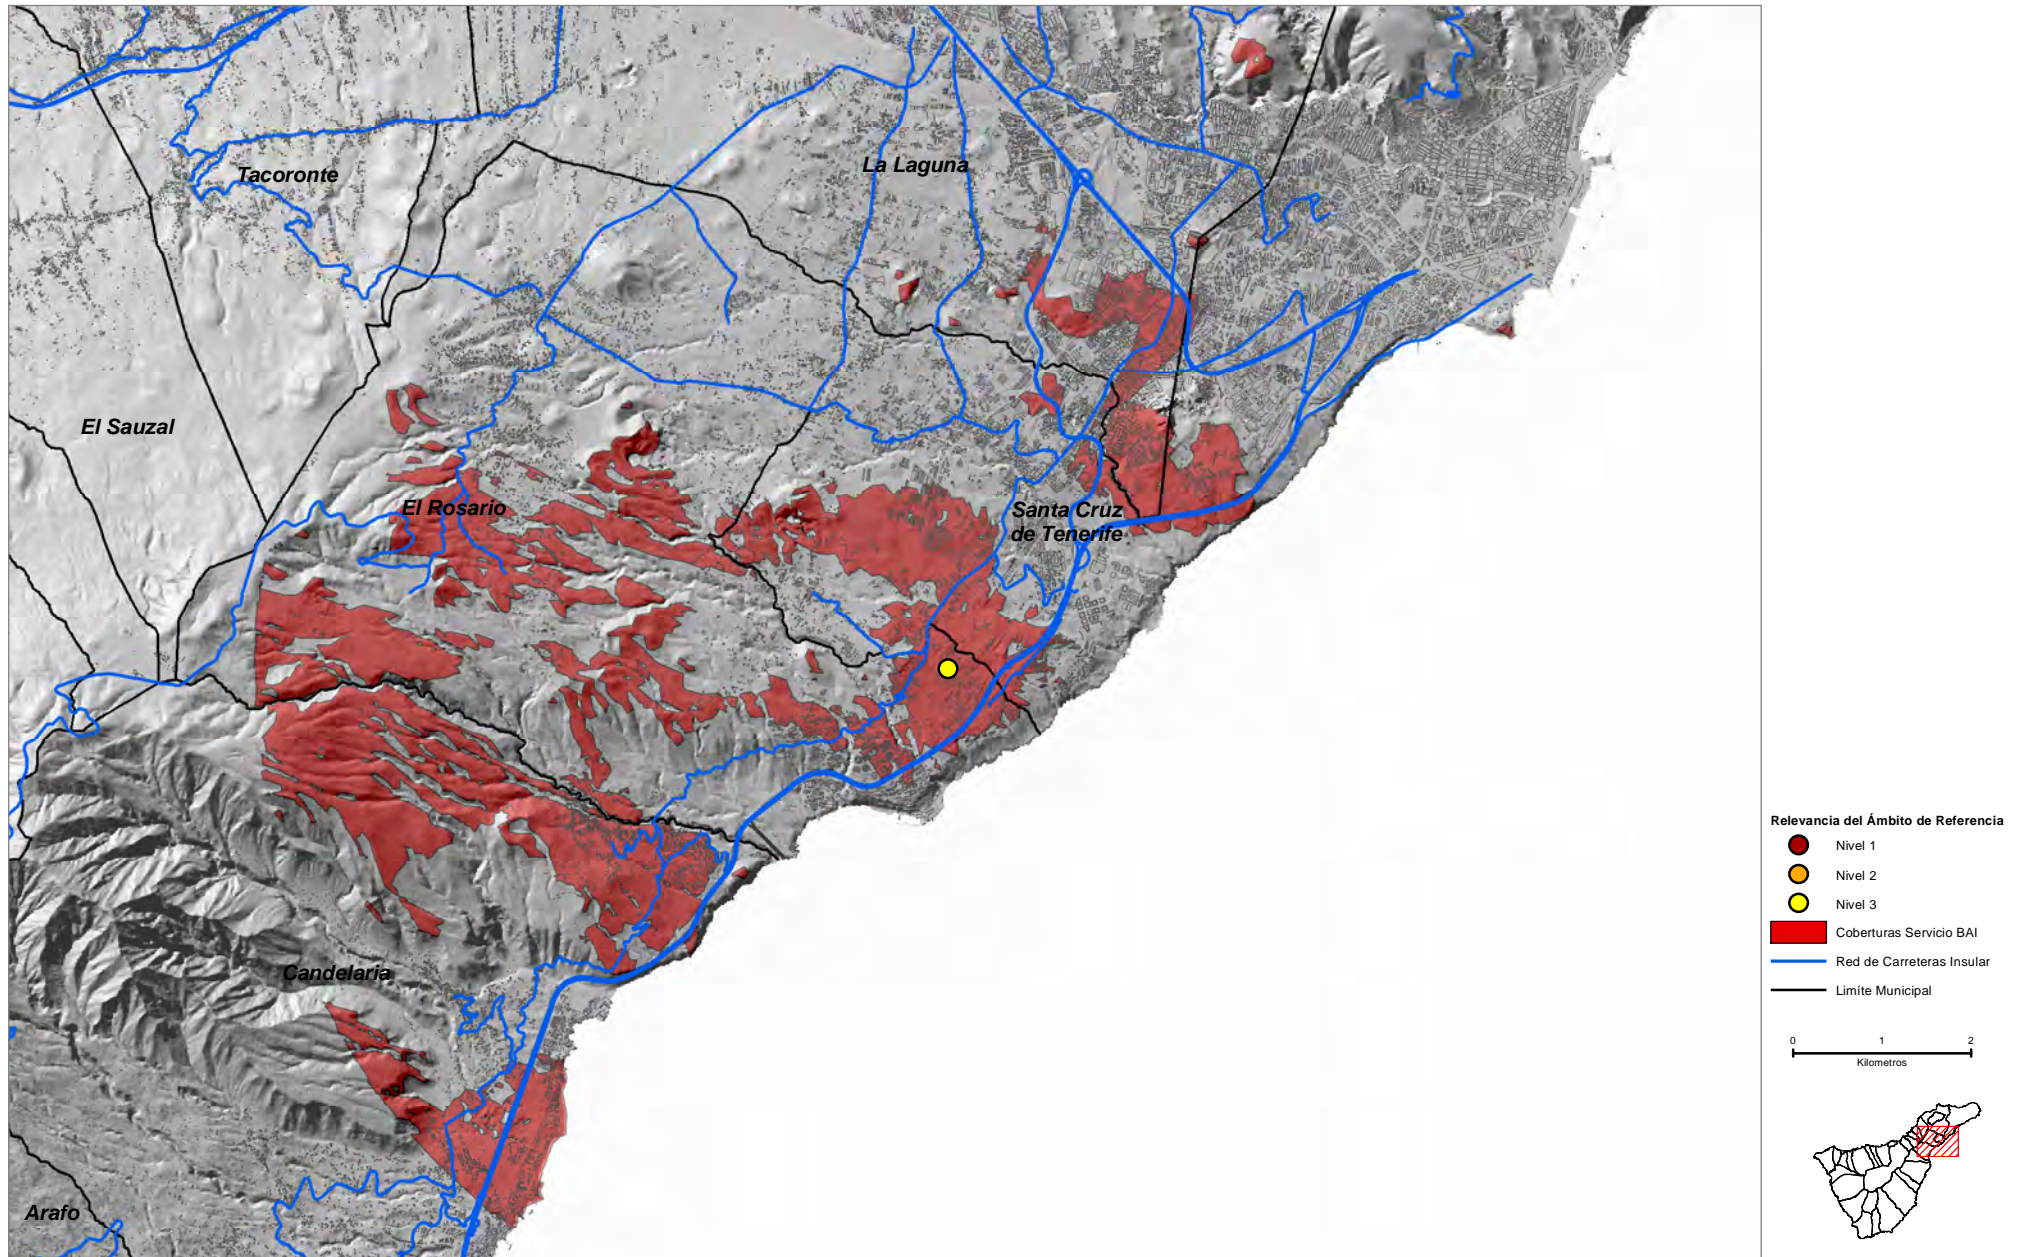 La Laguna
Tacoronte
El Sauzal
El Rosario
Santa Cruz
de Tenerife
Candelaria
Arafo
Relevancia del Ámbito de Referencia
Nivel 1
Nivel 2
Nivel 3
Coberturas Servicio BAI
Red de Carreteras Insular
Limíte Municipal
0 1 2
Kilometros